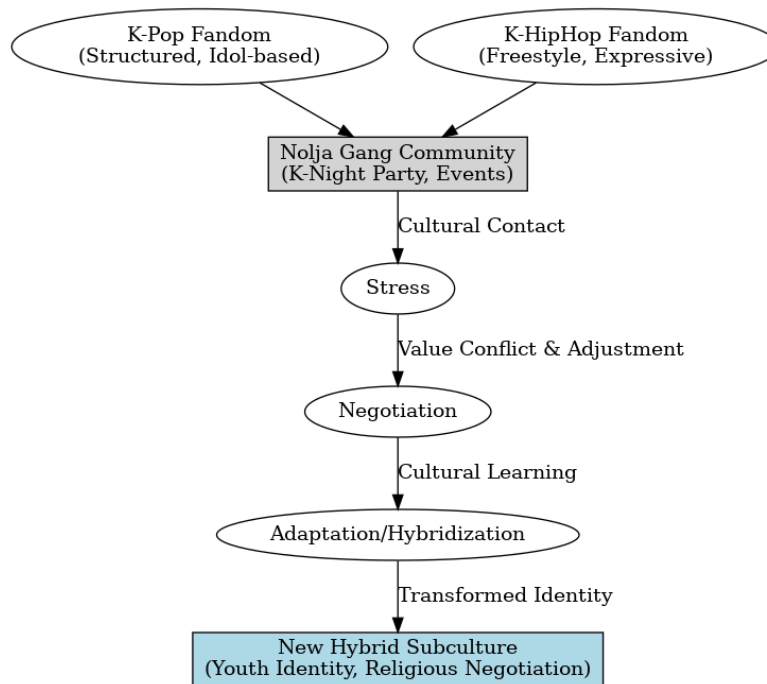 K-Pop Fandom
(Structured, Idol-based)
K-HipHop Fandom
(Freestyle, Expressive)
Nolja Gang Community
(K-Night Party, Events)
Cultural Contact
Stress
Value Conflict & Adjustment
Negotiation
Cultural Learning
Adaptation/Hybridization
Transformed Identity
New Hybrid Subculture
(Youth Identity, Religious Negotiation)